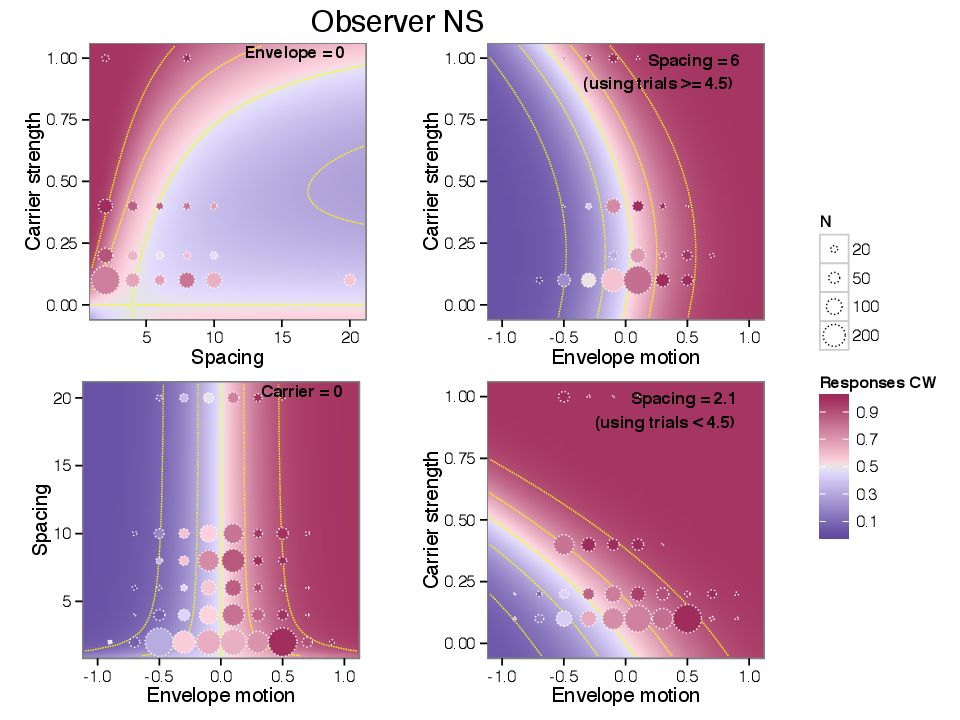 Observer NS
Envelope = 0
1.00
0.75
0.50
0.25
0.00
Carrier strength
5
10
15
20
Spacing
Spacing = 6
(using trials >= 4.5)
1.00
0.75
0.50
0.25
0.00
Carrier strength
-1.0
-0.5
0.0
0.5
1.0
Envelope motion
N
20
50
100
200
Carrier = 0
20
15
10
5
Spacing
-1.0
-0.5
0.0
0.5
1.0
Envelope motion
Spacing = 2.1
(using trials < 4.5)
1.00
0.75
0.50
0.25
0.00
Carrier strength
-1.0
-0.5
0.0
0.5
1.0
Envelope motion
Responses CW
0.9
0.7
0.5
0.3
0.1